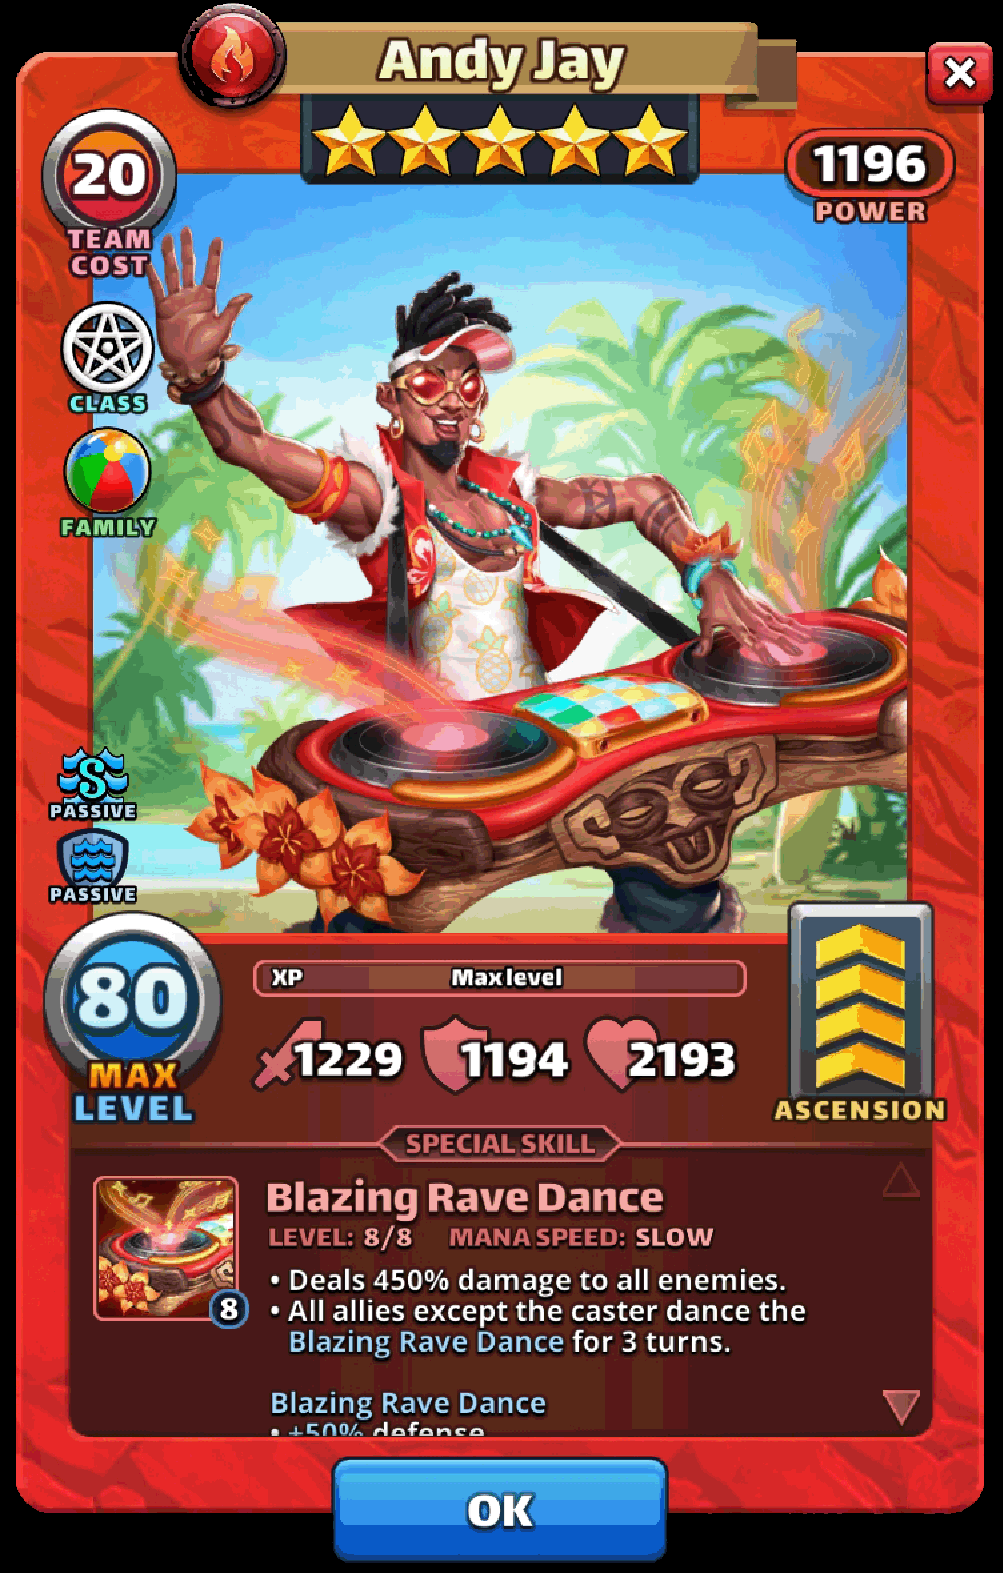 Andy Jay
20
TEAM
COST
1196
POWER
CLASS
FAMILY
S
PASSIVE
PASSIVE
80
MAX
LEVEL
XP
Max level
1229
1194
2193
ASCENSION
SPECIAL SKILL
Blazing Rave Dance
LEVEL: 8/8 MANA SPEED: SLOW
8
• Deals 450% damage to all enemies.
• All allies except the caster dance the
Blazing Rave Dance for 3 turns.
Blazing Rave Dance
• +50% defense
OK